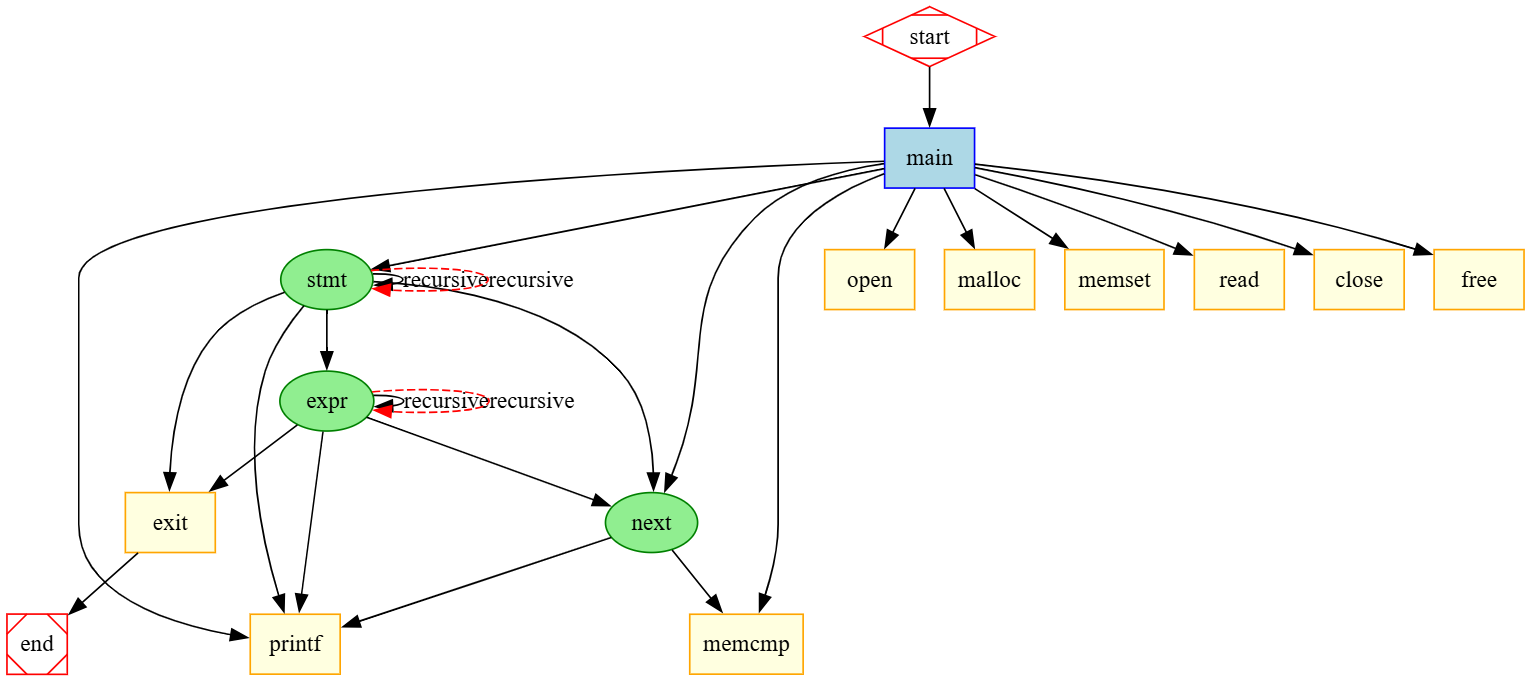 start
main
stmt
recursive
recursive
open
malloc
memset
read
close
free
expr
recursive
recursive
exit
next
end
printf
memcmp